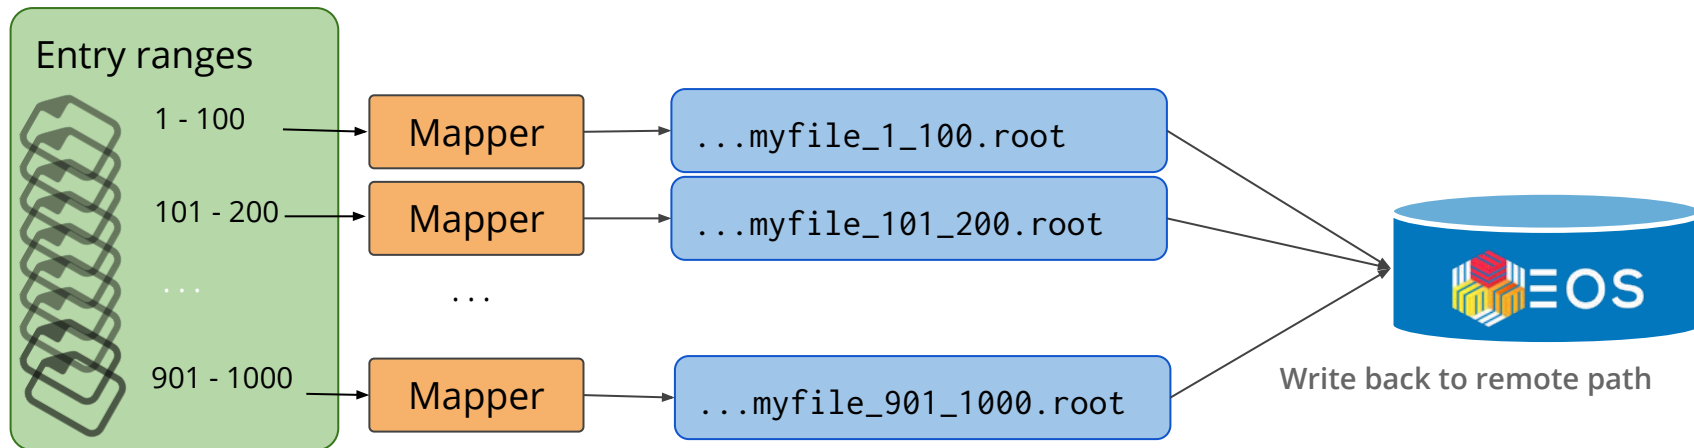 Entry ranges
1 - 100
Mapper
...myfile_1_100.root
101 - 200
Mapper
...myfile_101_200.root
...
...
EOS
901 - 1000
Mapper
...myfile_901_1000.root
Write back to remote path